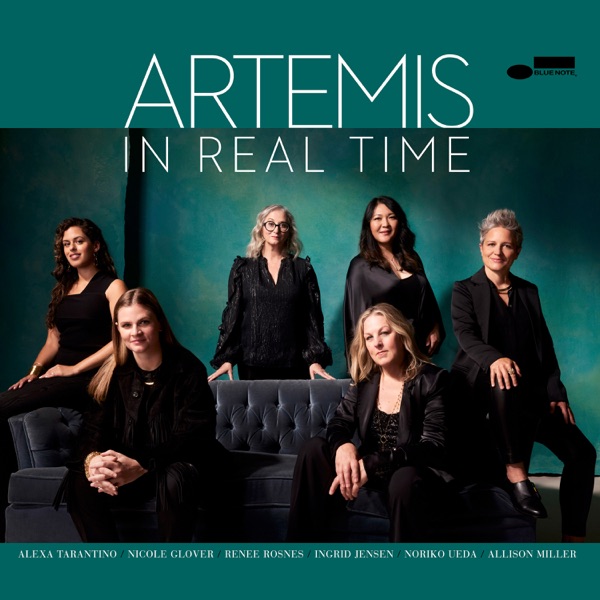 ARTEMIS
BLUE NOTE
IN REAL TIME
ALEXA TARANTINO / NICOLE GLOVER / RENEE ROSNES / INGRID JENSEN / NORIKO UEDA / ALLISON MILLER